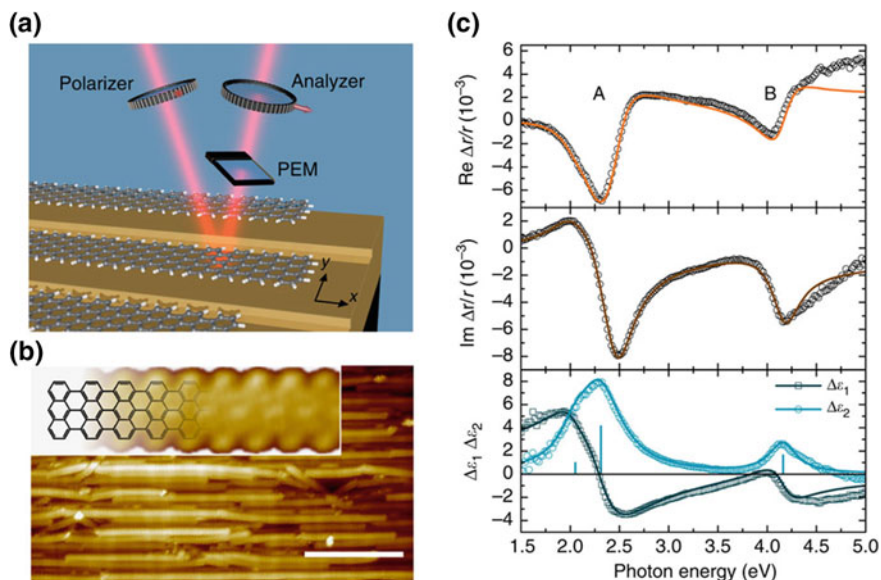 (a)
Polarizer
Analyzer
PEM
y
x
(b)
(c)
6
4
2
0
−2
−4
−6
Re Δr/r (10⁻³)
A
B
2
0
−2
−4
−6
−8
Im Δr/r (10⁻³)
8
6
4
2
0
−2
−4
Δε₁ Δε₂
Δε₁
Δε₂
1.5 2.0 2.5 3.0 3.5 4.0 4.5 5.0
Photon energy (eV)